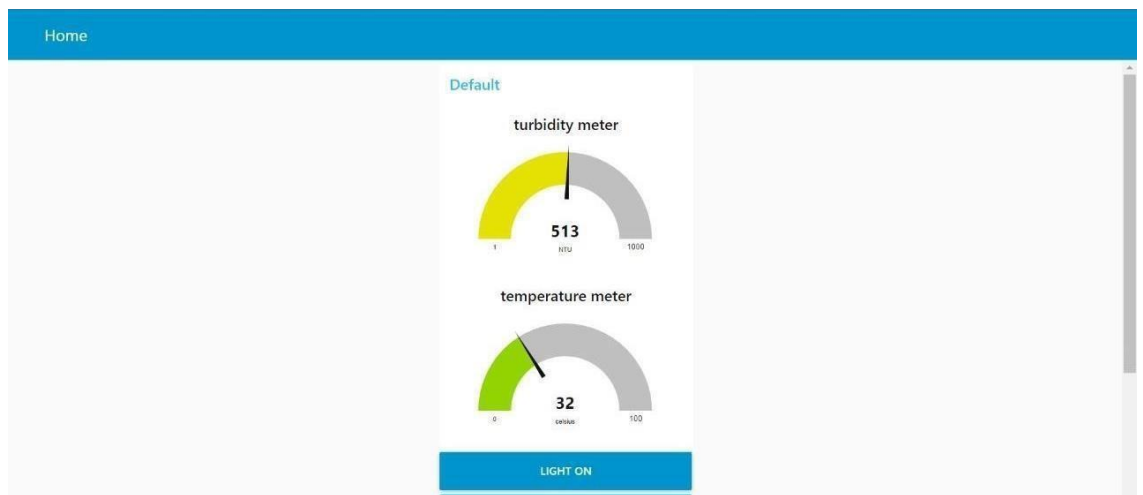 Home
Default
turbidity meter
513
NTU
1
1000
temperature meter
32
celsius
0
100
LIGHT ON